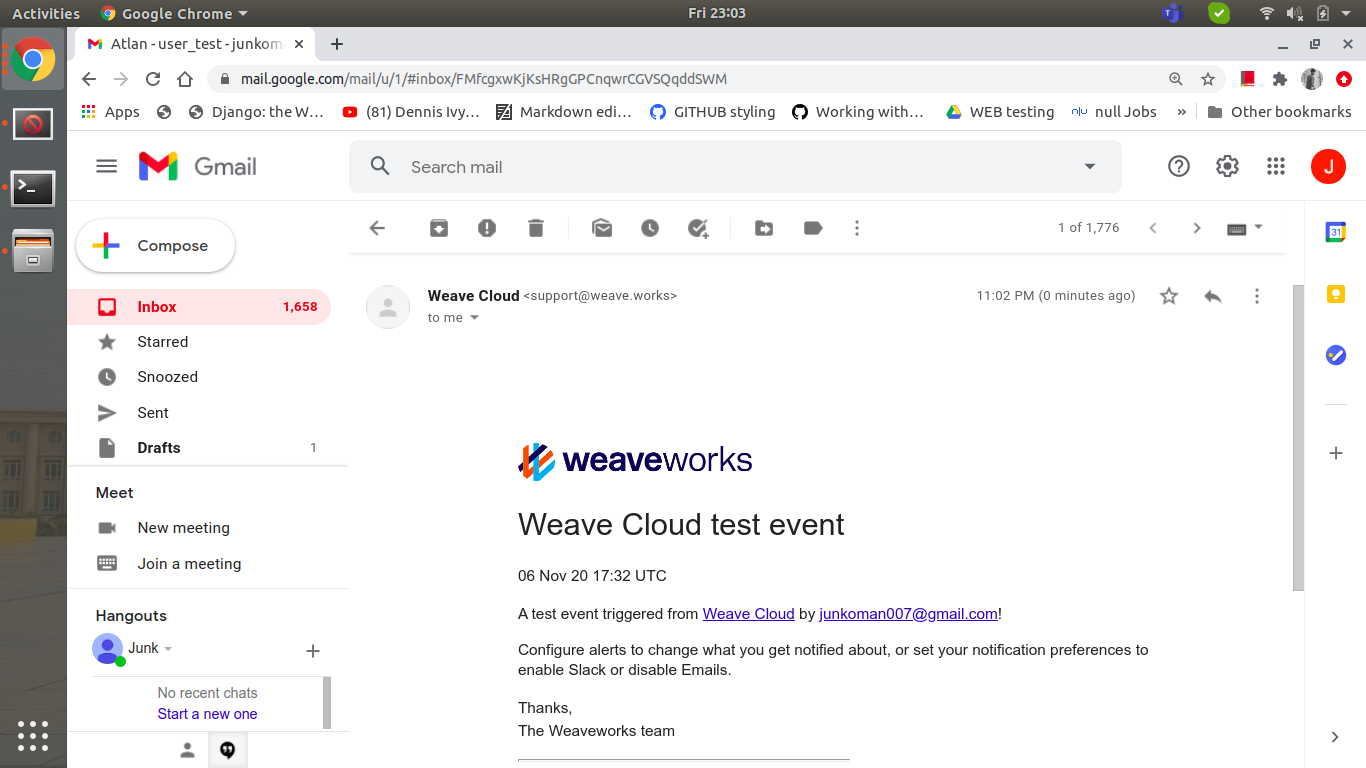 Activities
Google Chrome
Fri 23:03
Atlan - user_test - junkoma
mail.google.com/mail/u/1/#inbox/FMfcgxwKjKsHRgGPCnqwrCGVSQqddSWM
Apps
Django: the W...
(81) Dennis Ivy...
Markdown edi...
GITHUB styling
Working with...
WEB testing
n|u null Jobs
»
Other bookmarks
Gmail
Search mail
J
Compose
1 of 1,776
31
Inbox 1,658
Starred
Snoozed
Sent
Drafts 1
Meet
New meeting
Join a meeting
Hangouts
Junk
No recent chats
Start a new one
Weave Cloud <support@weave.works>
11:02 PM (0 minutes ago)
to me
weaveworks
Weave Cloud test event
06 Nov 20 17:32 UTC
A test event triggered from Weave Cloud by junkoman007@gmail.com!
Configure alerts to change what you get notified about, or set your notification preferences to
enable Slack or disable Emails.
Thanks,
The Weaveworks team